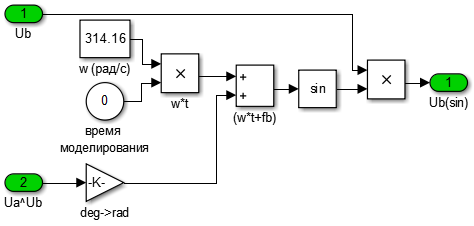 1
Ub
314.16
w (рад/с)
0
время
моделирования
×
w*t
+
+
(w*t+fb)
sin
×
1
Ub(sin)
2
Ua^Ub
-K-
deg->rad